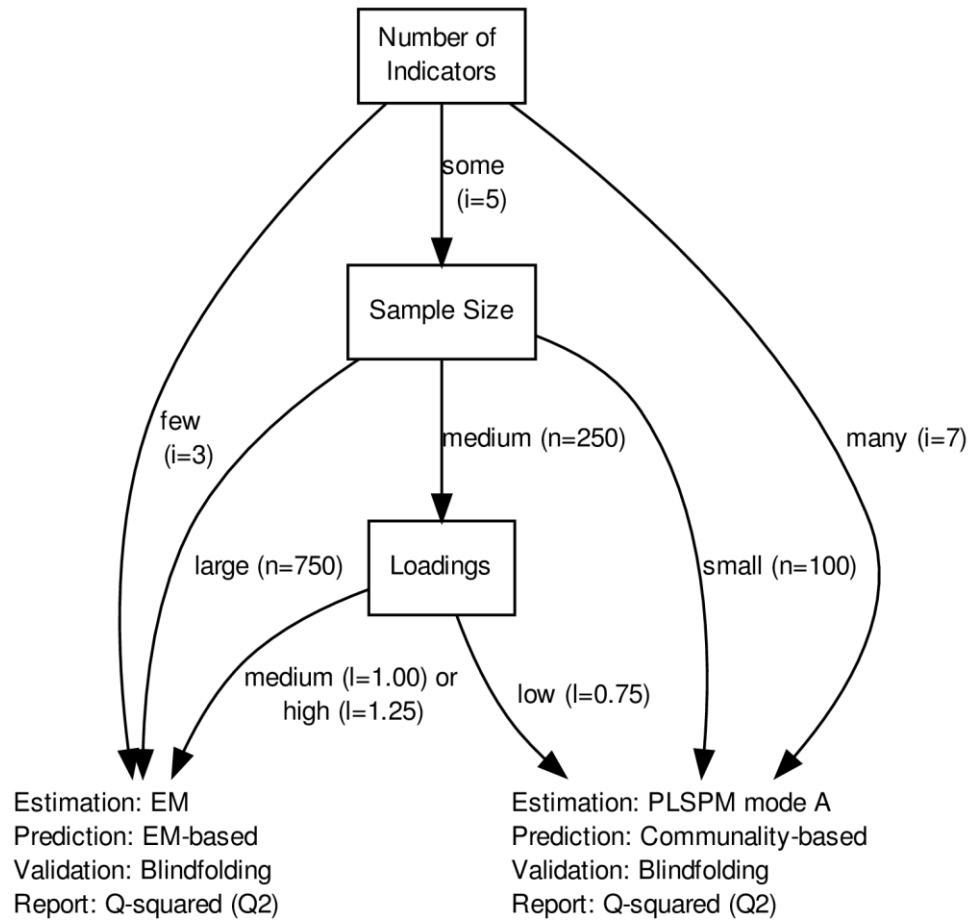 Number of
Indicators
some
(i=5)
Sample Size
few
(i=3)
medium (n=250)
many (i=7)
large (n=750)
Loadings
small (n=100)
medium (l=1.00) or
high (l=1.25)
low (l=0.75)
Estimation: EM
Prediction: EM-based
Validation: Blindfolding
Report: Q-squared (Q2)
Estimation: PLSPM mode A
Prediction: Communality-based
Validation: Blindfolding
Report: Q-squared (Q2)